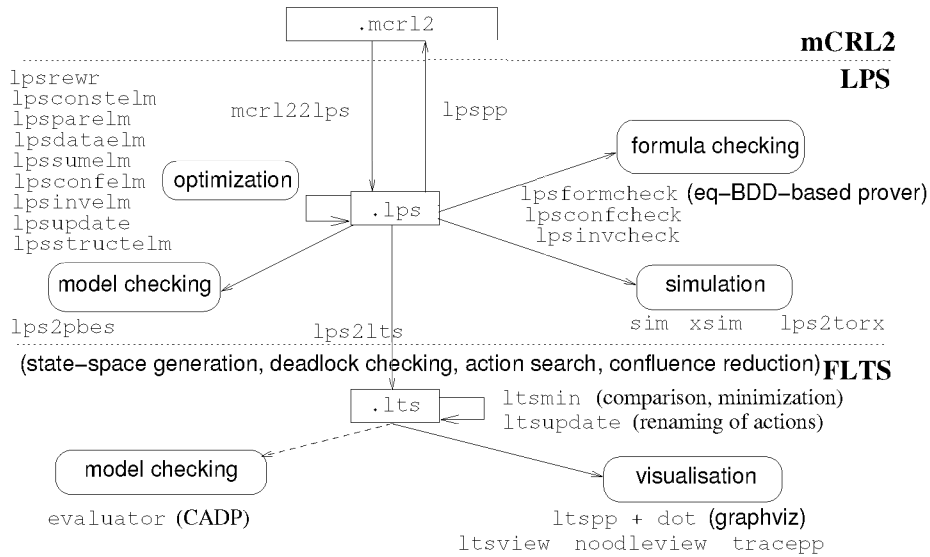 .mcrl2
mCRL2
LPS
lpsrewr
lpsconstelm
lpsparelm
lpsdataelm
lpssumelm
lpsconfelm
lpsinvelm
lpsupdate
lpsstructelm
mcrl22lps
lpspp
optimization
.lps
formula checking
lpsformcheck (eq−BDD−based prover)
lpsconfcheck
lpsinvcheck
model checking
lps2pbes
simulation
sim xsim lps2torx
lps2lts
(state−space generation, deadlock checking, action search, confluence reduction)
FLTS
.lts
ltsmin (comparison, minimization)
ltsupdate (renaming of actions)
model checking
evaluator (CADP)
visualisation
ltspp + dot (graphviz)
ltsview noodleview tracepp